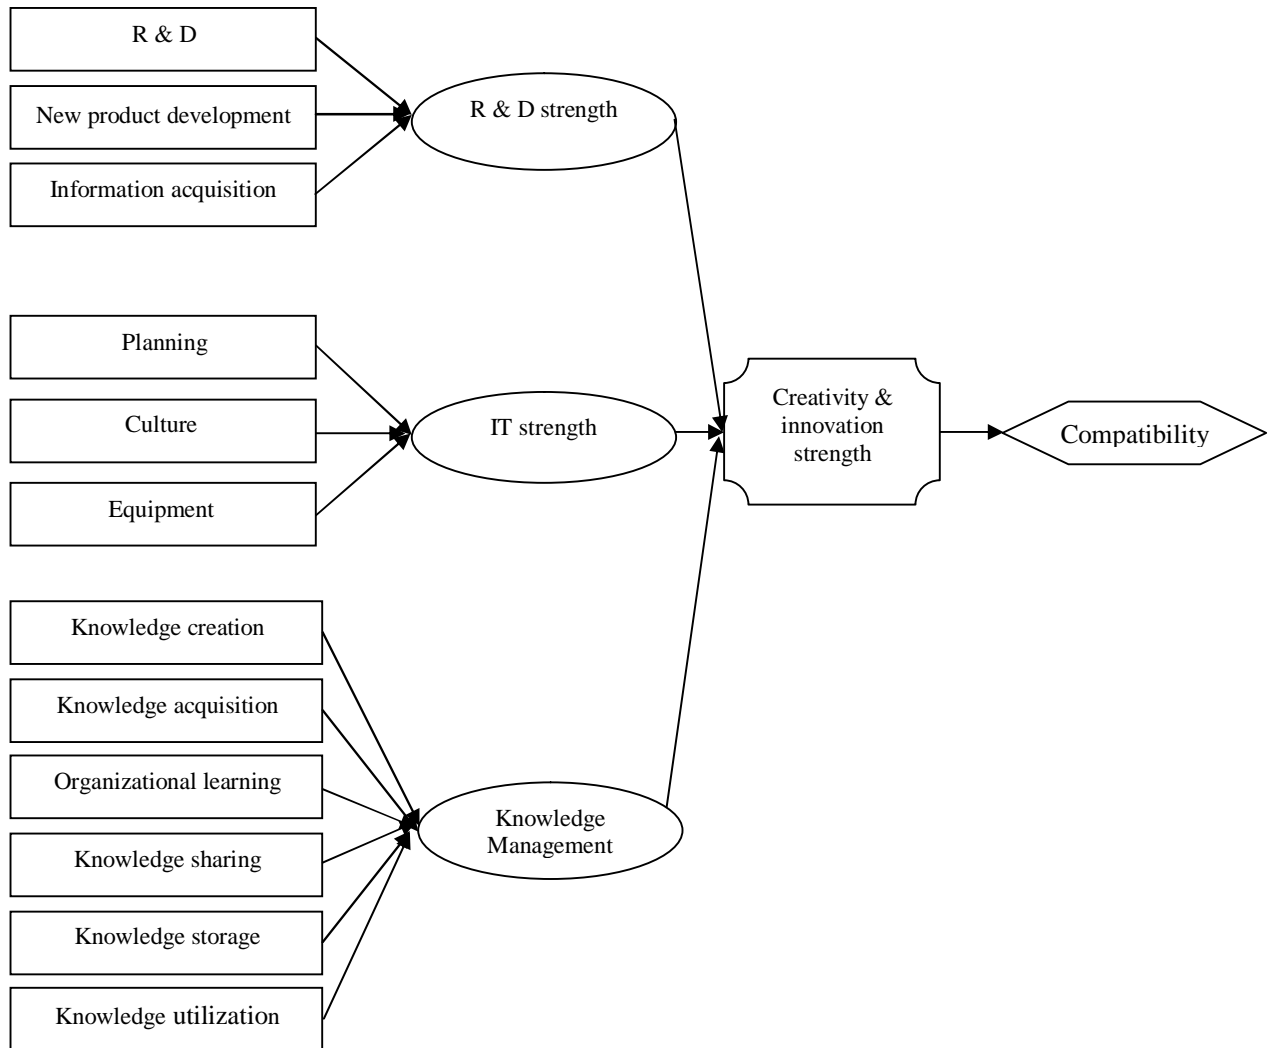 R & D
New product development
Information acquisition
R & D strength
Planning
Culture
Equipment
IT strength
Knowledge creation
Knowledge acquisition
Organizational learning
Knowledge sharing
Knowledge storage
Knowledge utilization
Knowledge
Management
Creativity &
innovation
strength
Compatibility